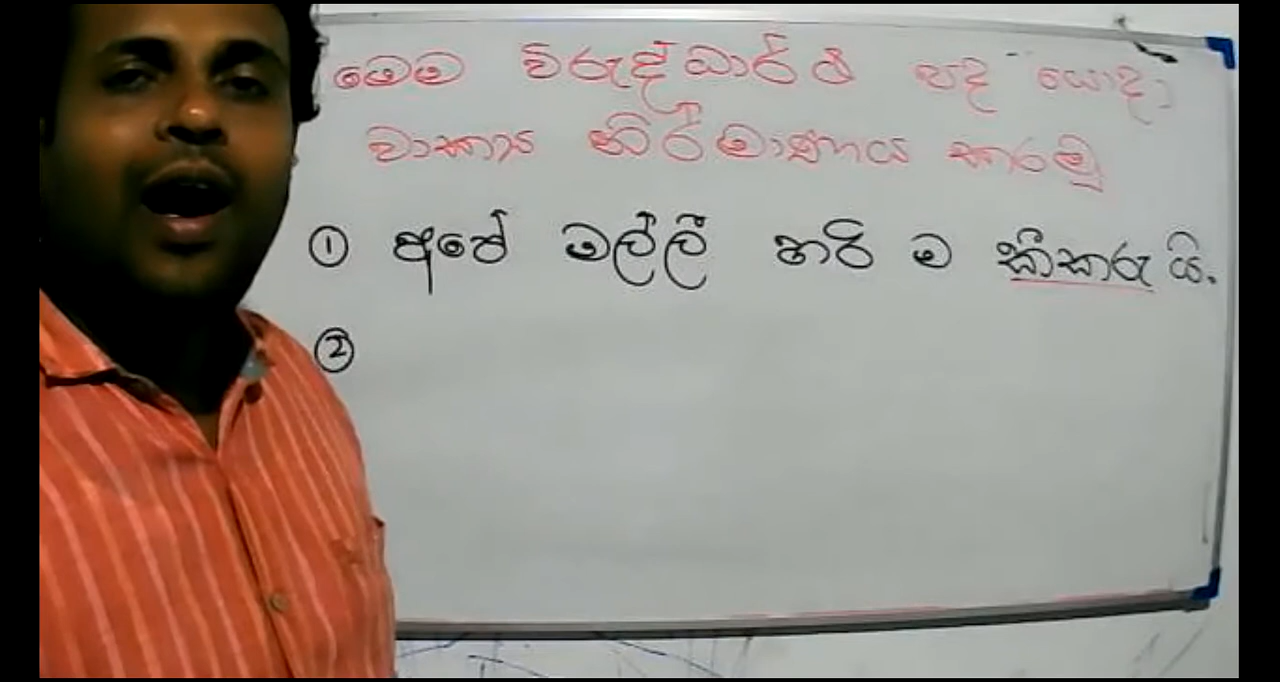 මෙම විරුද්ධාර්ථ පද යොදා
වාක්‍ය නිර්මාණය කරමු
① අපේ මල්ලී හරි ම කීකරු යි.
②